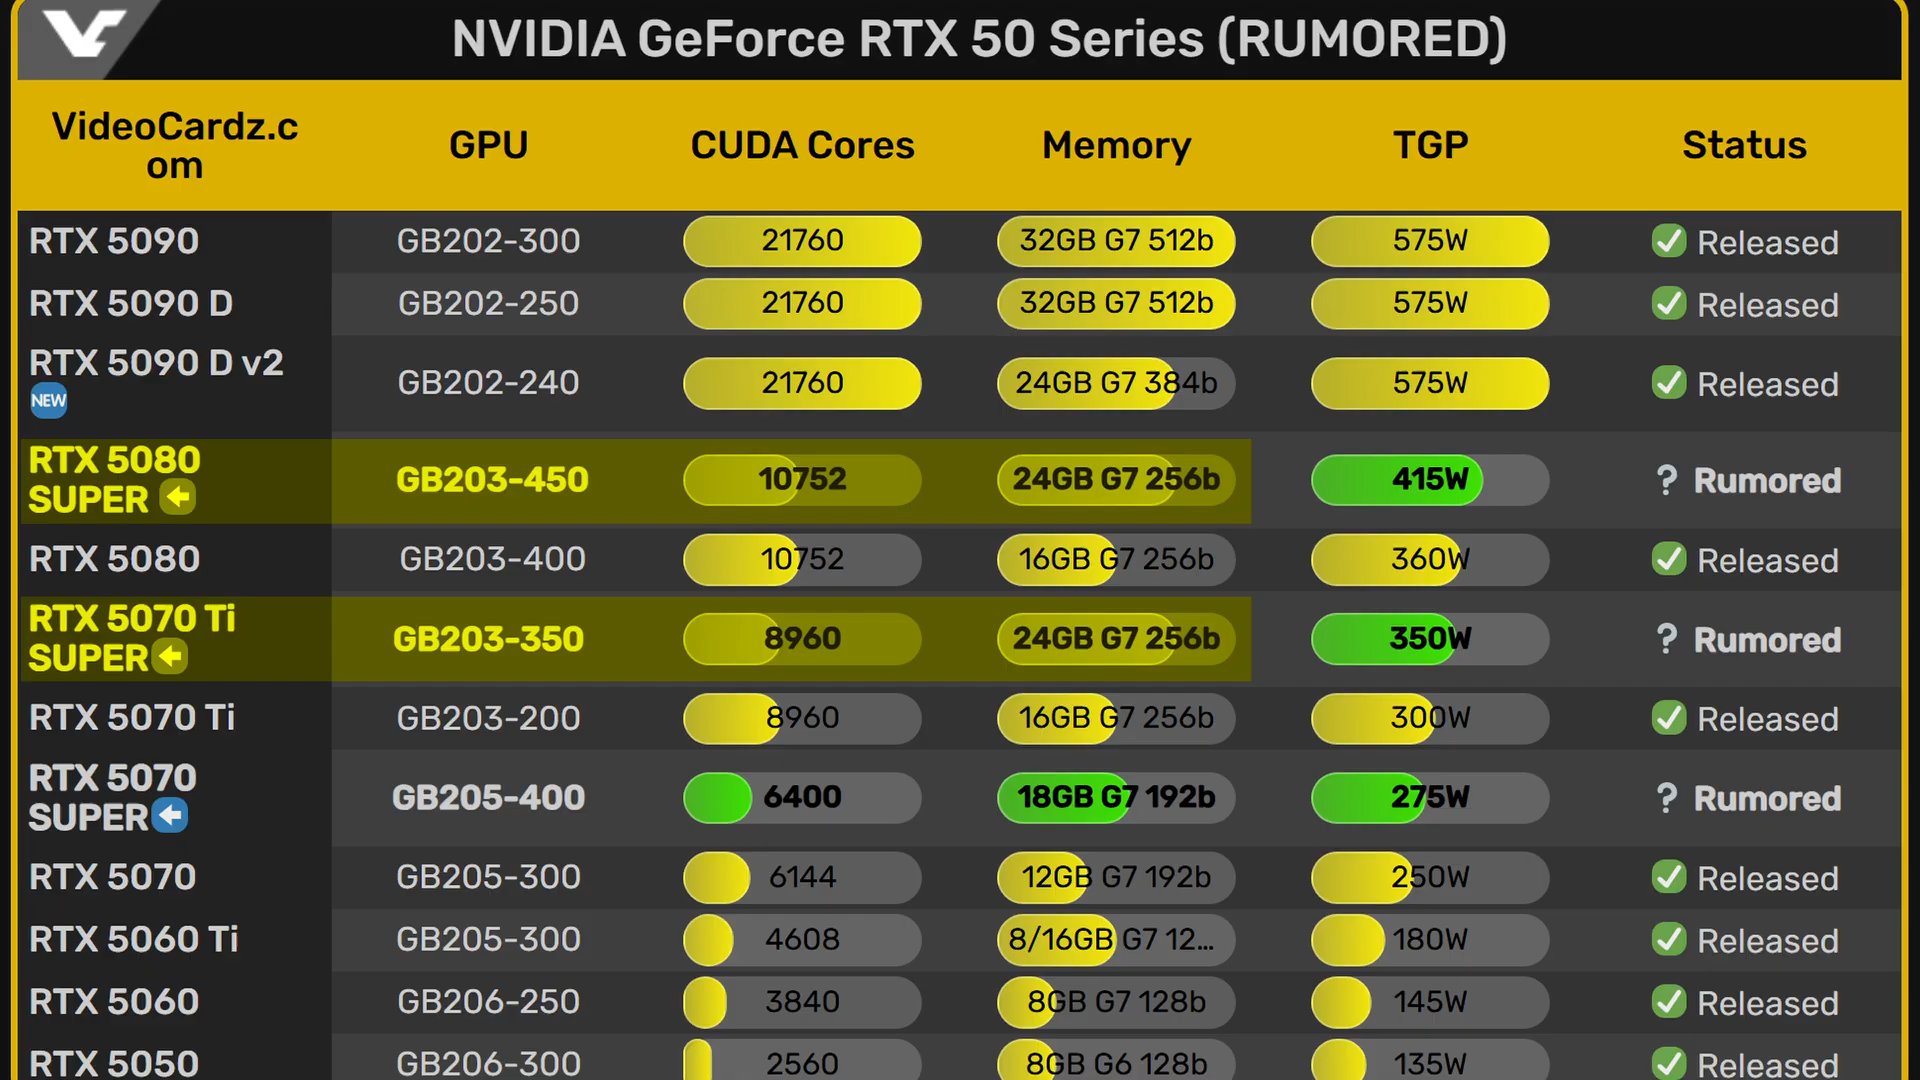 NVIDIA GeForce RTX 50 Series (RUMORED)
VideoCardz.c
om
GPU
CUDA Cores
Memory
TGP
Status
RTX 5090 GB202-300 21760 32GB G7 512b 575W Released
RTX 5090 D GB202-250 21760 32GB G7 512b 575W Released
RTX 5090 D v2
NEW
GB202-240 21760 24GB G7 384b 575W Released
RTX 5080
SUPER
GB203-450 10752 24GB G7 256b 415W ? Rumored
RTX 5080 GB203-400 10752 16GB G7 256b 360W Released
RTX 5070 Ti
SUPER
GB203-350 8960 24GB G7 256b 350W ? Rumored
RTX 5070 Ti GB203-200 8960 16GB G7 256b 300W Released
RTX 5070
SUPER
GB205-400 6400 18GB G7 192b 275W ? Rumored
RTX 5070 GB205-300 6144 12GB G7 192b 250W Released
RTX 5060 Ti GB205-300 4608 8/16GB G7 12... 180W Released
RTX 5060 GB206-250 3840 8GB G7 128b 145W Released
RTX 5050 GB206-300 2560 8GB G6 128b 135W Released